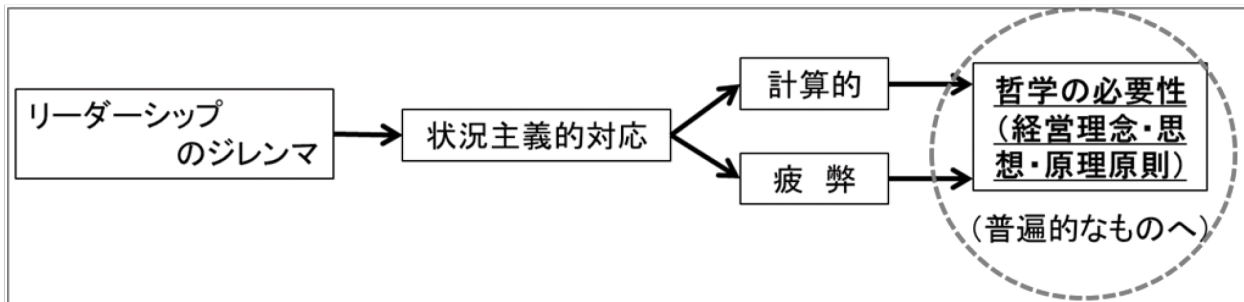 リーダーシップ
のジレンマ
状況主義的対応
計算的
疲 弊
哲学の必要性
(経営理念・思
想・原理原則)
(普遍的なものへ)